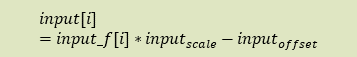 input[i]
= input_f[i] * input_scale − input_offset